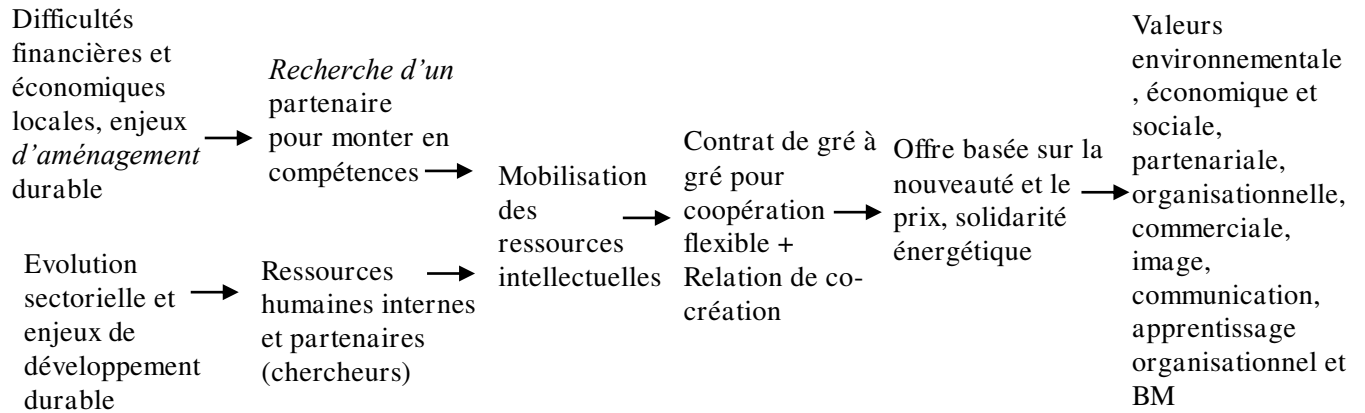 Difficultés
financières et
économiques
locales, enjeux
d’aménagement
durable
Recherche d’un
partenaire
pour monter en
compétences
Evolution
sectorielle et
enjeux de
développement
durable
Ressources
humaines internes
et partenaires
(chercheurs)
Mobilisation
des
ressources
intellectuelles
Contrat de gré à
gré pour
coopération
flexible +
Relation de co-
création
Offre basée sur la
nouveauté et le
prix, solidarité
énergétique
Valeurs
environnementale
, économique et
sociale,
partenariale,
organisationnelle,
commerciale,
image,
communication,
apprentissage
organisationnel et
BM